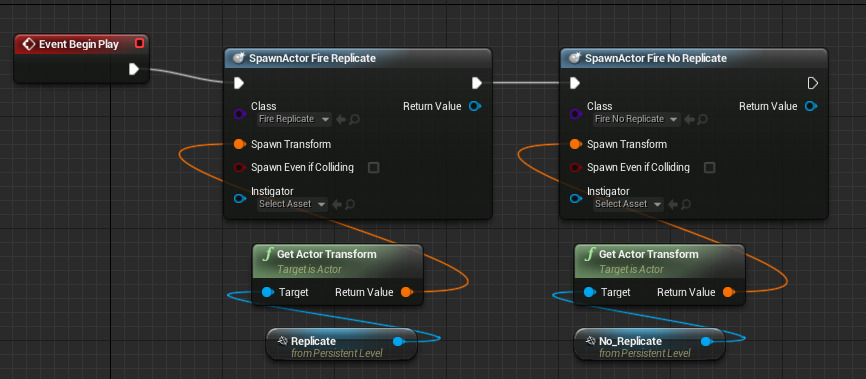 Event Begin Play
SpawnActor Fire Replicate
Class
Fire Replicate
Return Value
Spawn Transform
Spawn Even if Colliding
Instigator
Select Asset
SpawnActor Fire No Replicate
Class
Fire No Replicate
Return Value
Spawn Transform
Spawn Even if Colliding
Instigator
Select Asset
Get Actor Transform
Target is Actor
Target
Return Value
Get Actor Transform
Target is Actor
Target
Return Value
Replicate
from Persistent Level
No_Replicate
from Persistent Level